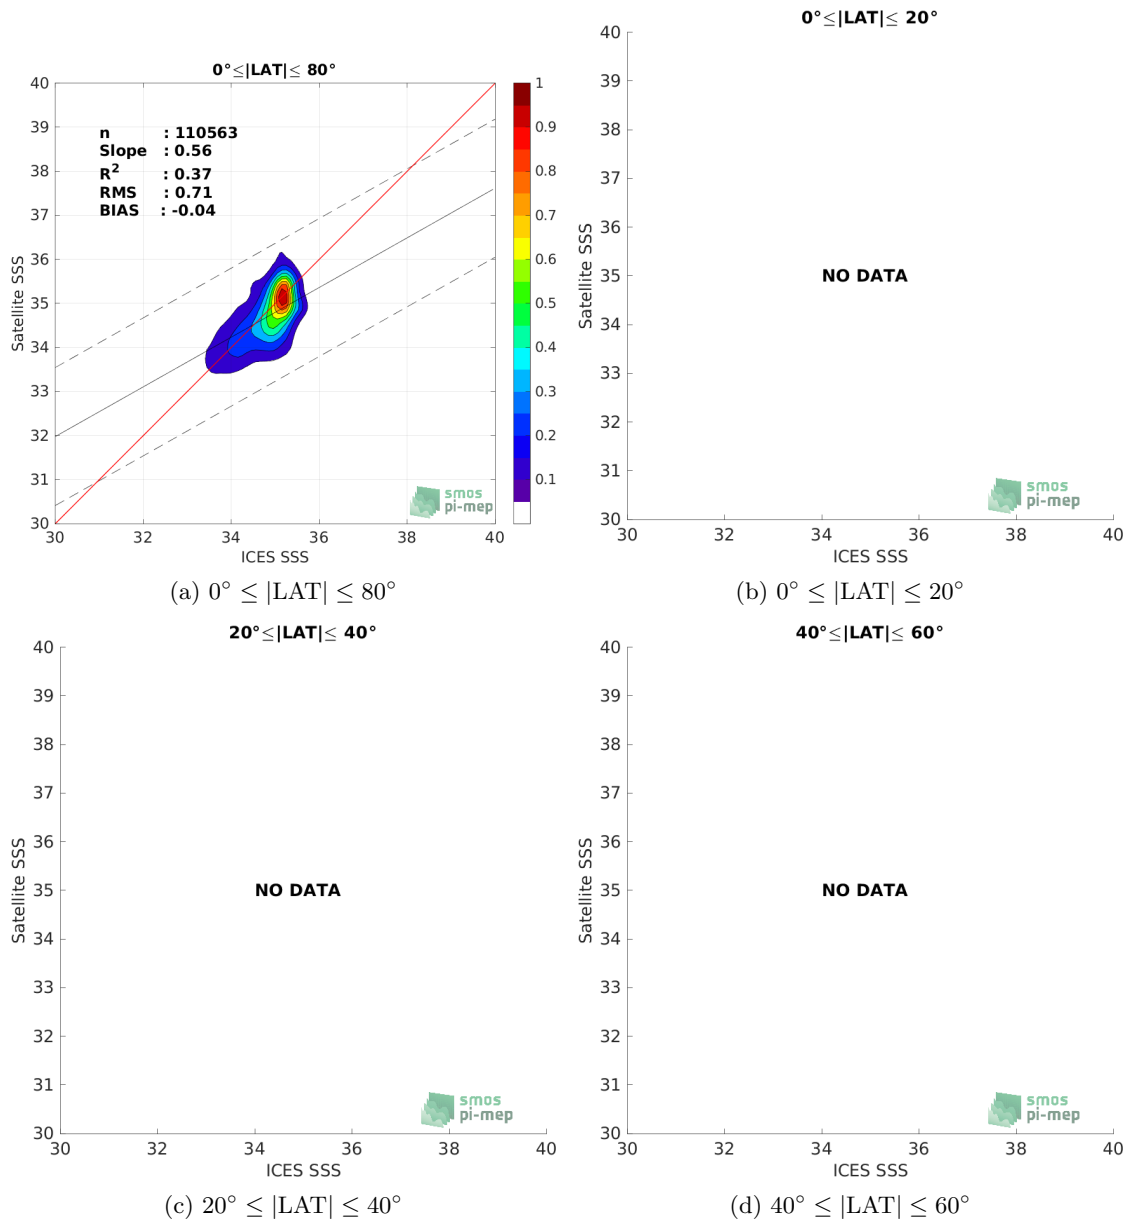 0°≤|LAT|≤ 80°
40
39
38
37
36
35
34
33
32
31
30
Satellite SSS
n : 110563
Slope : 0.56
R² : 0.37
RMS : 0.71
BIAS : -0.04
smos
pi-mep
30 32 34 36 38 40
ICES SSS
1
0.9
0.8
0.7
0.6
0.5
0.4
0.3
0.2
0.1
(a) 0° ≤ |LAT| ≤ 80°
0°≤|LAT|≤ 20°
40
39
38
37
36
35
34
33
32
31
30
Satellite SSS
NO DATA
smos
pi-mep
30 32 34 36 38 40
ICES SSS
(b) 0° ≤ |LAT| ≤ 20°
20°≤|LAT|≤ 40°
40
39
38
37
36
35
34
33
32
31
30
Satellite SSS
NO DATA
smos
pi-mep
30 32 34 36 38 40
ICES SSS
(c) 20° ≤ |LAT| ≤ 40°
40°≤|LAT|≤ 60°
40
39
38
37
36
35
34
33
32
31
30
Satellite SSS
NO DATA
smos
pi-mep
30 32 34 36 38 40
ICES SSS
(d) 40° ≤ |LAT| ≤ 60°